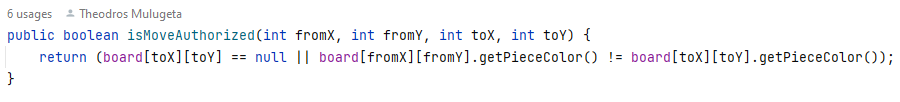 6 usages Theodros Mulugeta
public boolean isMoveAuthorized(int fromX, int fromY, int toX, int toY) {
    return (board[toX][toY] == null || board[fromX][fromY].getPieceColor() != board[toX][toY].getPieceColor());
}